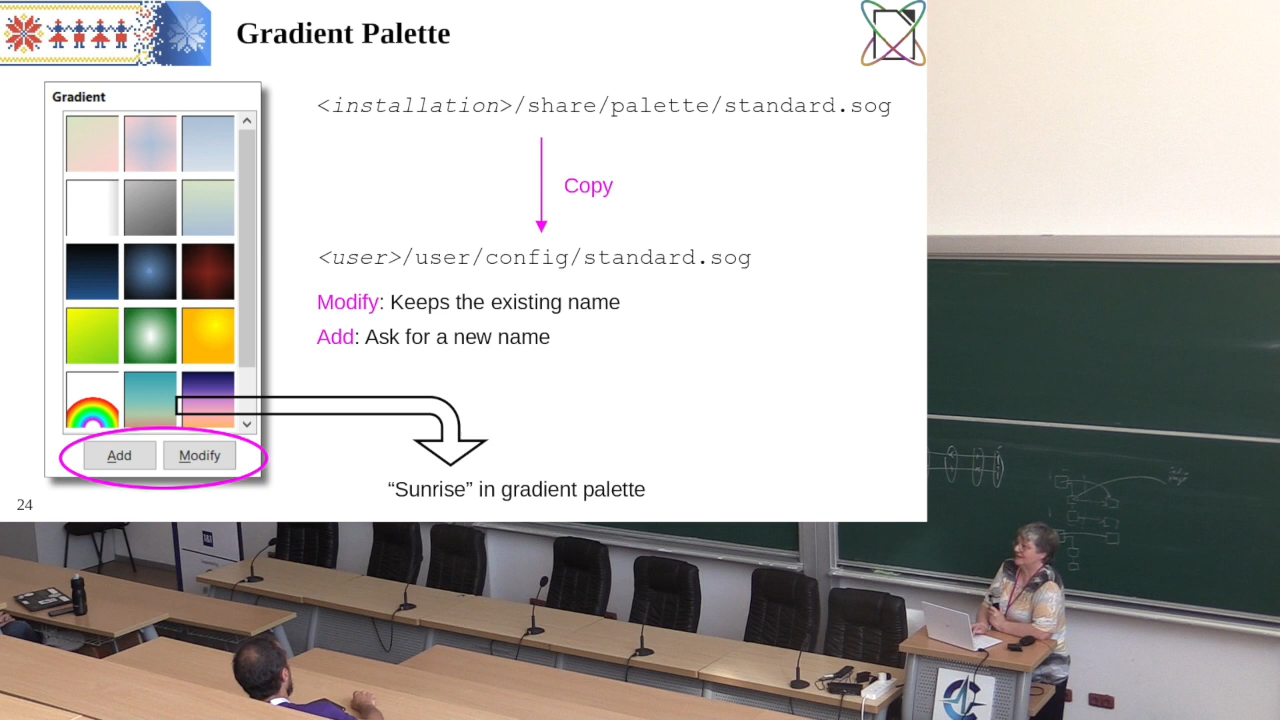 Gradient Palette
Gradient
<installation>/share/palette/standard.sog
Copy
<user>/user/config/standard.sog
Modify: Keeps the existing name
Add: Ask for a new name
Add
Modify
“Sunrise” in gradient palette
24